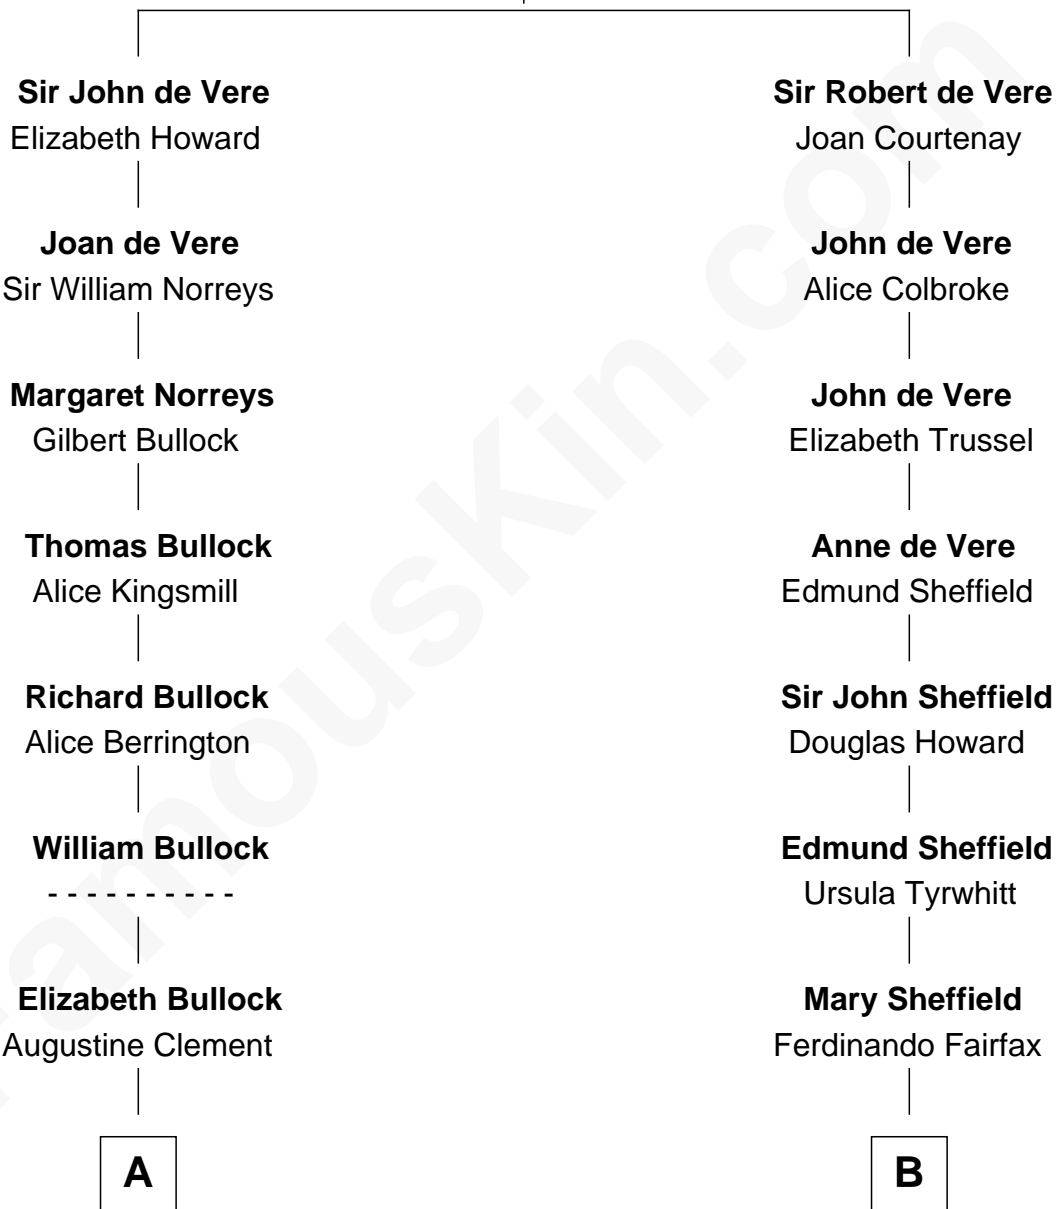 Sir John de Vere
Elizabeth Howard
Joan de Vere
Sir William Norreys
Margaret Norreys
Gilbert Bullock
Thomas Bullock
Alice Kingsmill
Richard Bullock
Alice Berrington
William Bullock
- - - - - - - - - -
Elizabeth Bullock
Augustine Clement
A
Sir Robert de Vere
Joan Courtenay
John de Vere
Alice Colbroke
John de Vere
Elizabeth Trussel
Anne de Vere
Edmund Sheffield
Sir John Sheffield
Douglas Howard
Edmund Sheffield
Ursula Tyrwhitt
Mary Sheffield
Ferdinando Fairfax
B
FamousKin.com